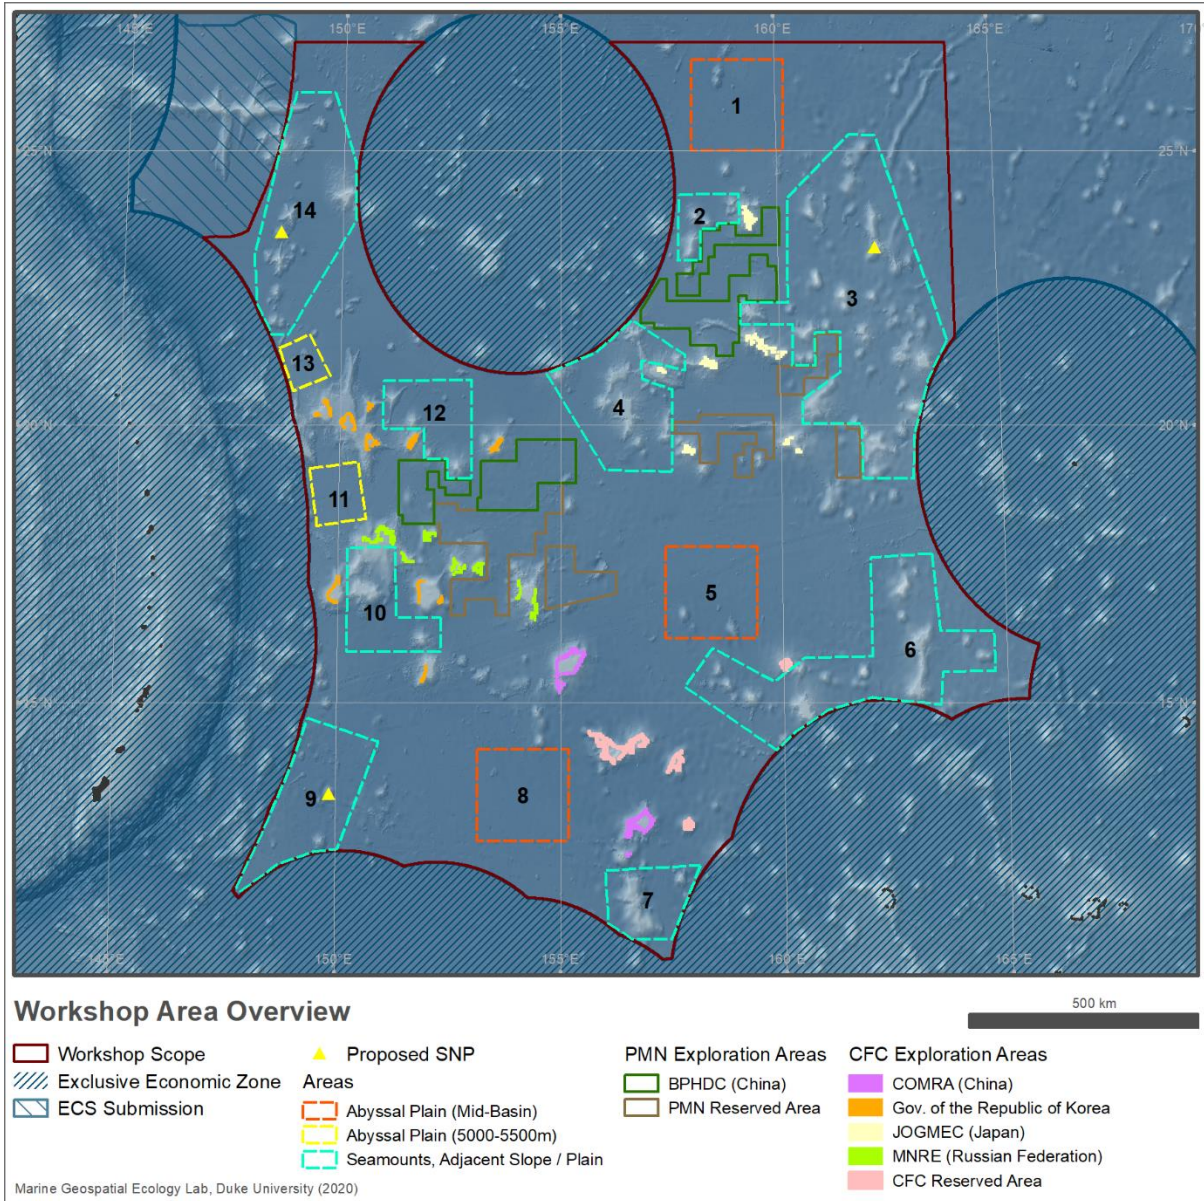 145°E 150°E 155°E 160°E 165°E 170
1
25°N 25°N
2
14
3
13
4
12
20°N 20°N
11
5
10
6
15°N 15°N
9 8
7
145°E 150°E 155°E 160°E 165°E
Workshop Area Overview
500 km
Workshop Scope
Exclusive Economic Zone
ECS Submission
Proposed SNP
Areas
Abyssal Plain (Mid-Basin)
Abyssal Plain (5000-5500m)
Seamounts, Adjacent Slope / Plain
PMN Exploration Areas
BPHDC (China)
PMN Reserved Area
CFC Exploration Areas
COMRA (China)
Gov. of the Republic of Korea
JOGMEC (Japan)
MNRE (Russian Federation)
CFC Reserved Area
Marine Geospatial Ecology Lab, Duke University (2020)